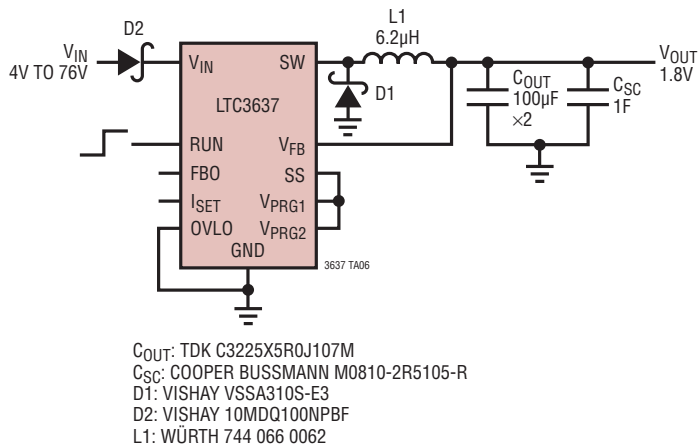 D2
V_IN
4V TO 76V
V_IN
SW
LTC3637
RUN
V_FB
FBO
SS
I_SET
V_PRG1
OVLO
V_PRG2
GND
L1
6.2µH
D1
C_OUT
100µF
×2
C_SC
1F
V_OUT
1.8V
3637 TA06
C_OUT: TDK C3225X5R0J107M
C_SC: COOPER BUSSMANN M0810-2R5105-R
D1: VISHAY VSSA310S-E3
D2: VISHAY 10MDQ100NPBF
L1: WÜRTH 744 066 0062